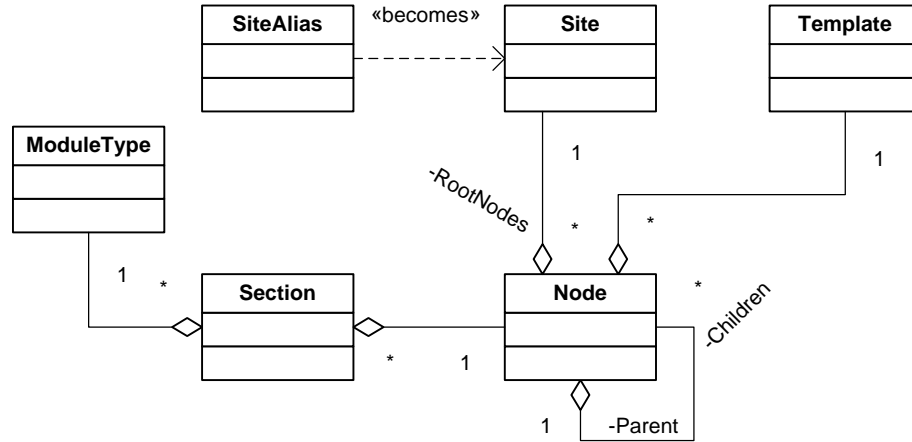 «becomes»
SiteAlias
Site
Template
ModuleType
1
1
-RootNodes
*
*
1
*
Section
Node
*
-Children
*
1
1
-Parent